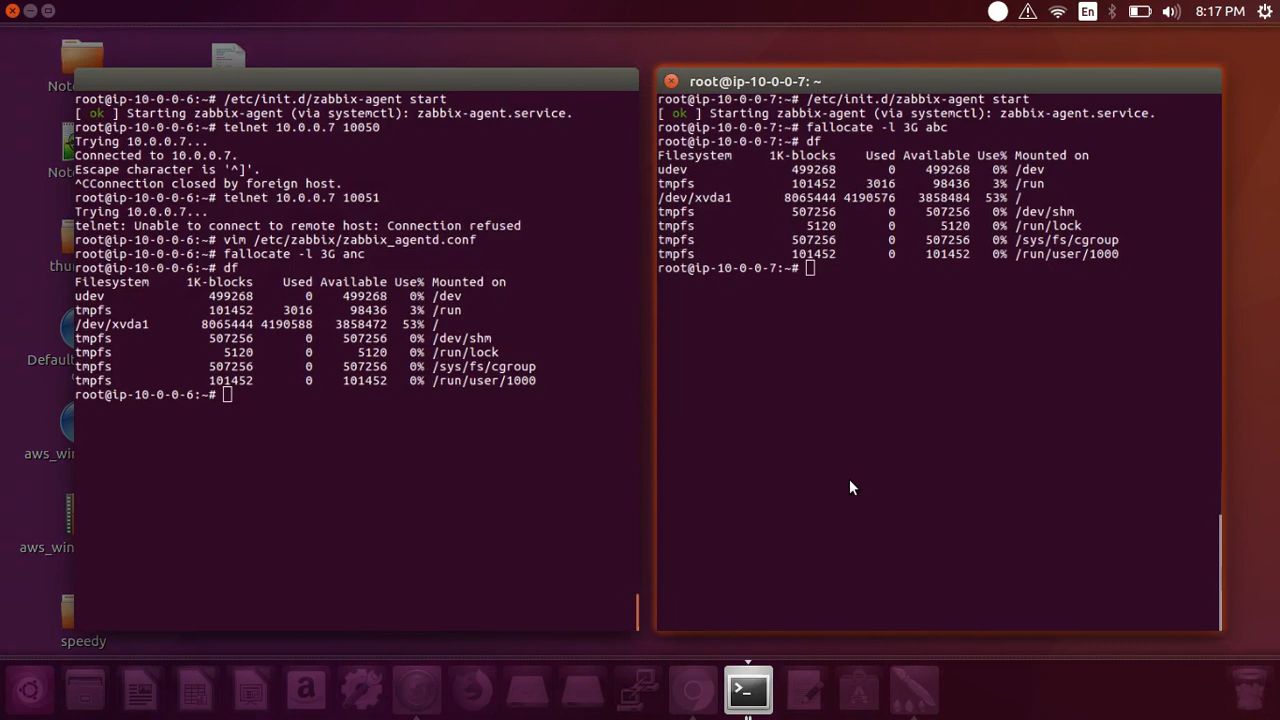 En
8:17 PM
Note
Note
thu
Default
aws_win
aws_win
speedy
root@ip-10-0-0-6:~# /etc/init.d/zabbix-agent start
[ ok ] Starting zabbix-agent (via systemctl): zabbix-agent.service.
root@ip-10-0-0-6:~# telnet 10.0.0.7 10050
Trying 10.0.0.7...
Connected to 10.0.0.7.
Escape character is '^]'.
^CConnection closed by foreign host.
root@ip-10-0-0-6:~# telnet 10.0.0.7 10051
Trying 10.0.0.7...
telnet: Unable to connect to remote host: Connection refused
root@ip-10-0-0-6:~# vim /etc/zabbix/zabbix_agentd.conf
root@ip-10-0-0-6:~# fallocate -l 3G anc
root@ip-10-0-0-6:~# df
Filesystem 1K-blocks Used Available Use% Mounted on
udev 499268 0 499268 0% /dev
tmpfs 101452 3016 98436 3% /run
/dev/xvda1 8065444 4190588 3858472 53% /
tmpfs 507256 0 507256 0% /dev/shm
tmpfs 5120 0 5120 0% /run/lock
tmpfs 507256 0 507256 0% /sys/fs/cgroup
tmpfs 101452 0 101452 0% /run/user/1000
root@ip-10-0-0-6:~#
root@ip-10-0-0-7: ~
root@ip-10-0-0-7:~# /etc/init.d/zabbix-agent start
[ ok ] Starting zabbix-agent (via systemctl): zabbix-agent.service.
root@ip-10-0-0-7:~# fallocate -l 3G abc
root@ip-10-0-0-7:~# df
Filesystem 1K-blocks Used Available Use% Mounted on
udev 499268 0 499268 0% /dev
tmpfs 101452 3016 98436 3% /run
/dev/xvda1 8065444 4190576 3858484 53% /
tmpfs 507256 0 507256 0% /dev/shm
tmpfs 5120 0 5120 0% /run/lock
tmpfs 507256 0 507256 0% /sys/fs/cgroup
tmpfs 101452 0 101452 0% /run/user/1000
root@ip-10-0-0-7:~#